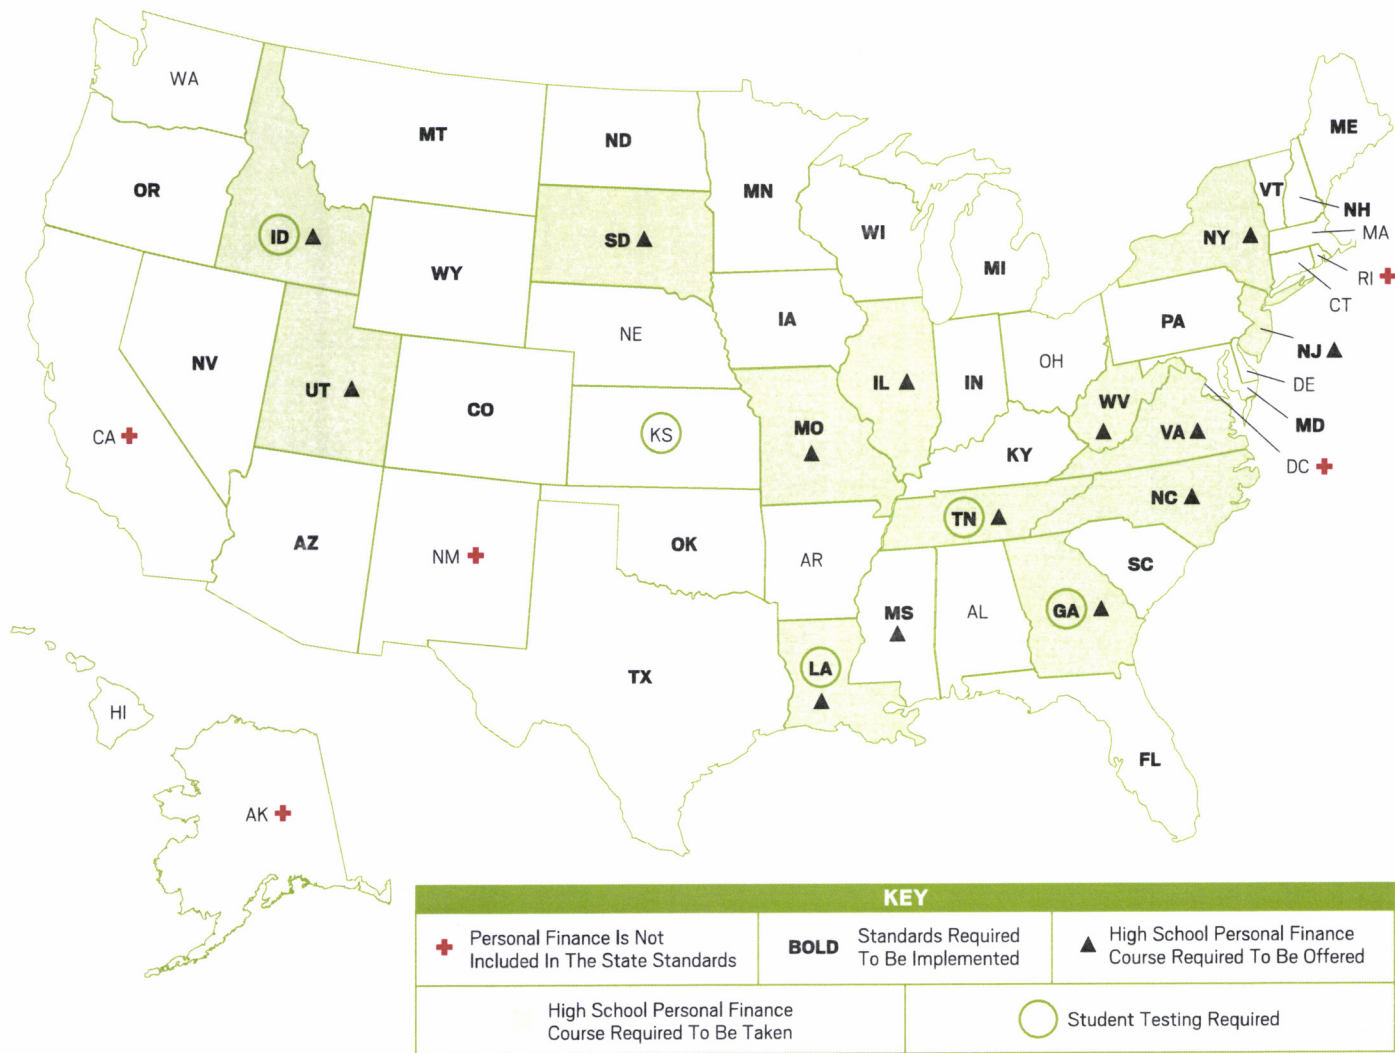 WA
MT
ND
ME
OR
MN
VT
NH
ID ▲
SD ▲
WI
NY ▲
MA
WY
MI
RI ✚
CT
IA
PA
NE
NV
OH
NJ ▲
UT ▲
IL ▲
IN
DE
CO
WV
▲
MD
CA ✚
KS
MO
▲
VA ▲
KY
DC ✚
NC ▲
TN ▲
AZ
NM ✚
OK
AR
SC
MS
▲
AL
GA ▲
TX
LA
▲
HI
FL
AK ✚
KEY
✚ Personal Finance Is Not
Included In The State Standards
BOLD Standards Required
To Be Implemented
▲ High School Personal Finance
Course Required To Be Offered
High School Personal Finance
Course Required To Be Taken
Student Testing Required